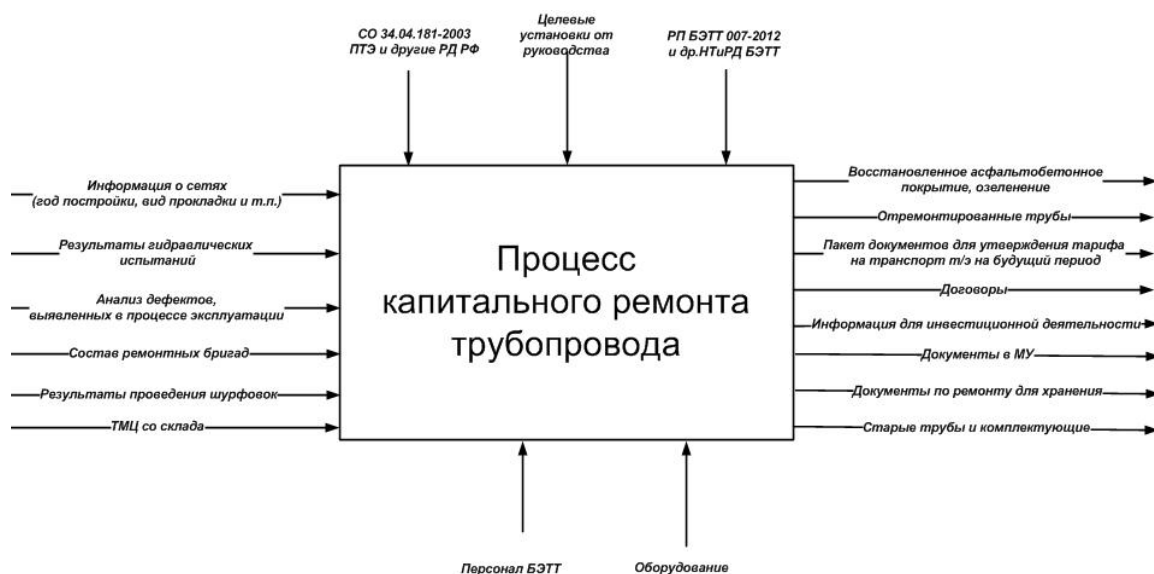 СО 34.04.181-2003
ПТЭ и другие РД РФ
Целевые
установки от
руководства
РП БЭТТ 007-2012
и др.НТиРД БЭТТ
Информация о сетях
(год постройки, вид прокладки и т.п.)
Результаты гидравлических
испытаний
Анализ дефектов,
выявленных в процессе эксплуатации
Состав ремонтных бригад
Результаты проведения шурфовок
ТМЦ со склада
Процесс
капитального ремонта
трубопровода
Восстановленное асфальтобетонное
покрытие, озеленение
Отремонтированные трубы
Пакет документов для утверждения тарифа
на транспорт т/э на будущий период
Договоры
Информация для инвестиционной деятельности
Документы в МУ
Документы по ремонту для хранения
Старые трубы и комплектующие
Персонал БЭТТ
Оборудование